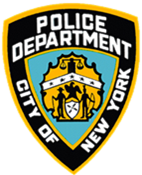 POLICE
DEPARTMENT
CITY OF
NEW YORK